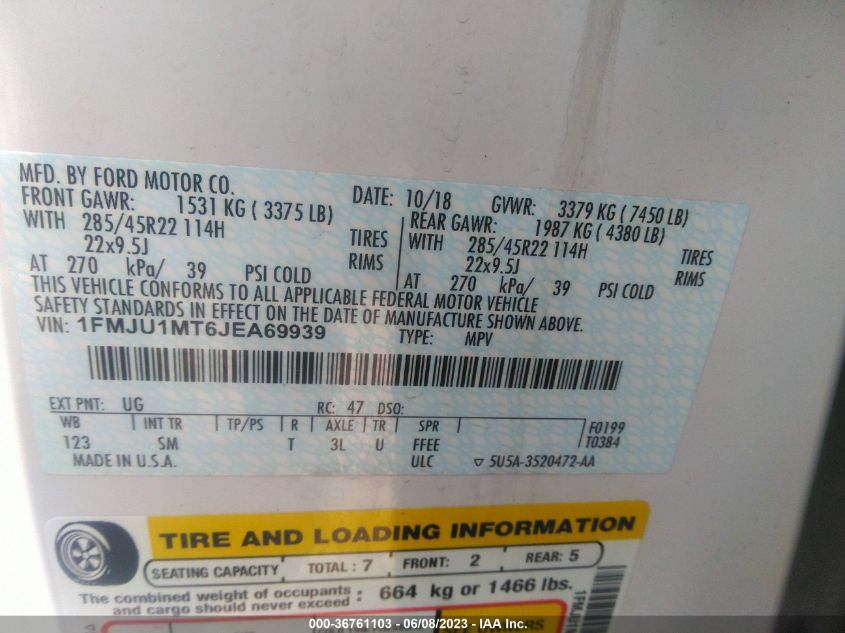 MFD. BY FORD MOTOR CO.
DATE: 10/18 GVWR: 3379 KG ( 7450 LB)
FRONT GAWR: 1531 KG ( 3375 LB)
REAR GAWR: 1987 KG ( 4380 LB)
WITH 285/45R22 114H TIRES
WITH 285/45R22 114H TIRES
22x9.5J RIMS
22x9.5J RIMS
AT 270 kPa/ 39 PSI COLD
AT 270 kPa/ 39 PSI COLD
THIS VEHICLE CONFORMS TO ALL APPLICABLE FEDERAL MOTOR VEHICLE
SAFETY STANDARDS IN EFFECT ON THE DATE OF MANUFACTURE SHOWN ABOVE.
VIN: 1FMJU1MT6JEA69939 TYPE: MPV
EXT PNT: UG RC: 47 DSO:
WB INT TR TP/PS R AXLE TR SPR F0199
123 SM T 3L U FFEE T0384
MADE IN U.S.A. ULC ▽ 5U5A-3520472-AA
TIRE AND LOADING INFORMATION
SEATING CAPACITY TOTAL : 7 FRONT: 2 REAR: 5
The combined weight of occupants : 664 kg or 1466 lbs.
and cargo should never exceed
000-36761103 - 06/08/2023 - IAA Inc.